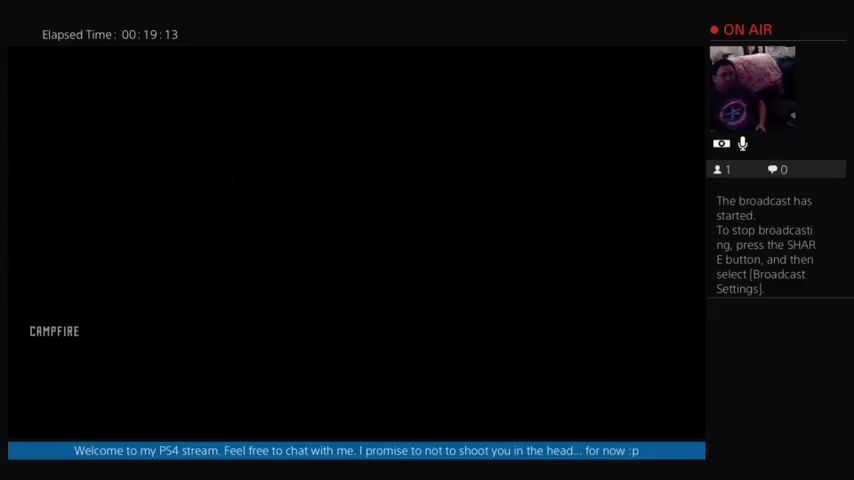 Elapsed Time: 00:19:13
ON AIR
1 0
The broadcast has
started.
To stop broadcasti
ng, press the SHAR
E button, and then
select [Broadcast
Settings].
CAMPFIRE
Welcome to my PS4 stream. Feel free to chat with me. I promise to not to shoot you in the head... for now :p